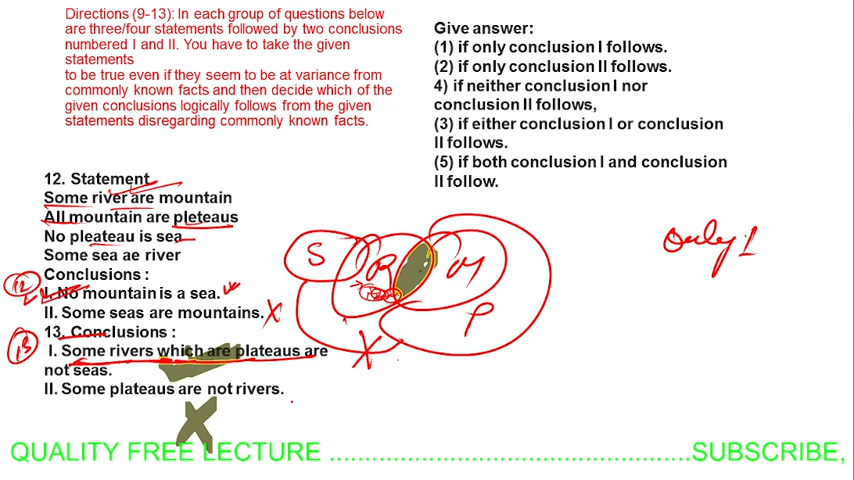 Directions (9-13): In each group of questions below
are three/four statements followed by two conclusions
numbered I and II. You have to take the given
statements
to be true even if they seem to be at variance from
commonly known facts and then decide which of the
given conclusions logically follows from the given
statements disregarding commonly known facts.
Give answer:
(1) if only conclusion I follows.
(2) if only conclusion II follows.
4) if neither conclusion I nor
conclusion II follows,
(3) if either conclusion I or conclusion
II follows.
(5) if both conclusion I and conclusion
II follow.
12. Statement
Some river are mountain
All mountain are pleteaus
No pleateau is sea
Some sea ae river
Conclusions :
12
I. No mountain is a sea.
II. Some seas are mountains.
13. Conclusions :
13
I. Some rivers which are plateaus are
not seas.
II. Some plateaus are not rivers.
S
R
M
P
Only 1
QUALITY FREE LECTURE ...................................................SUBSCRIBE,